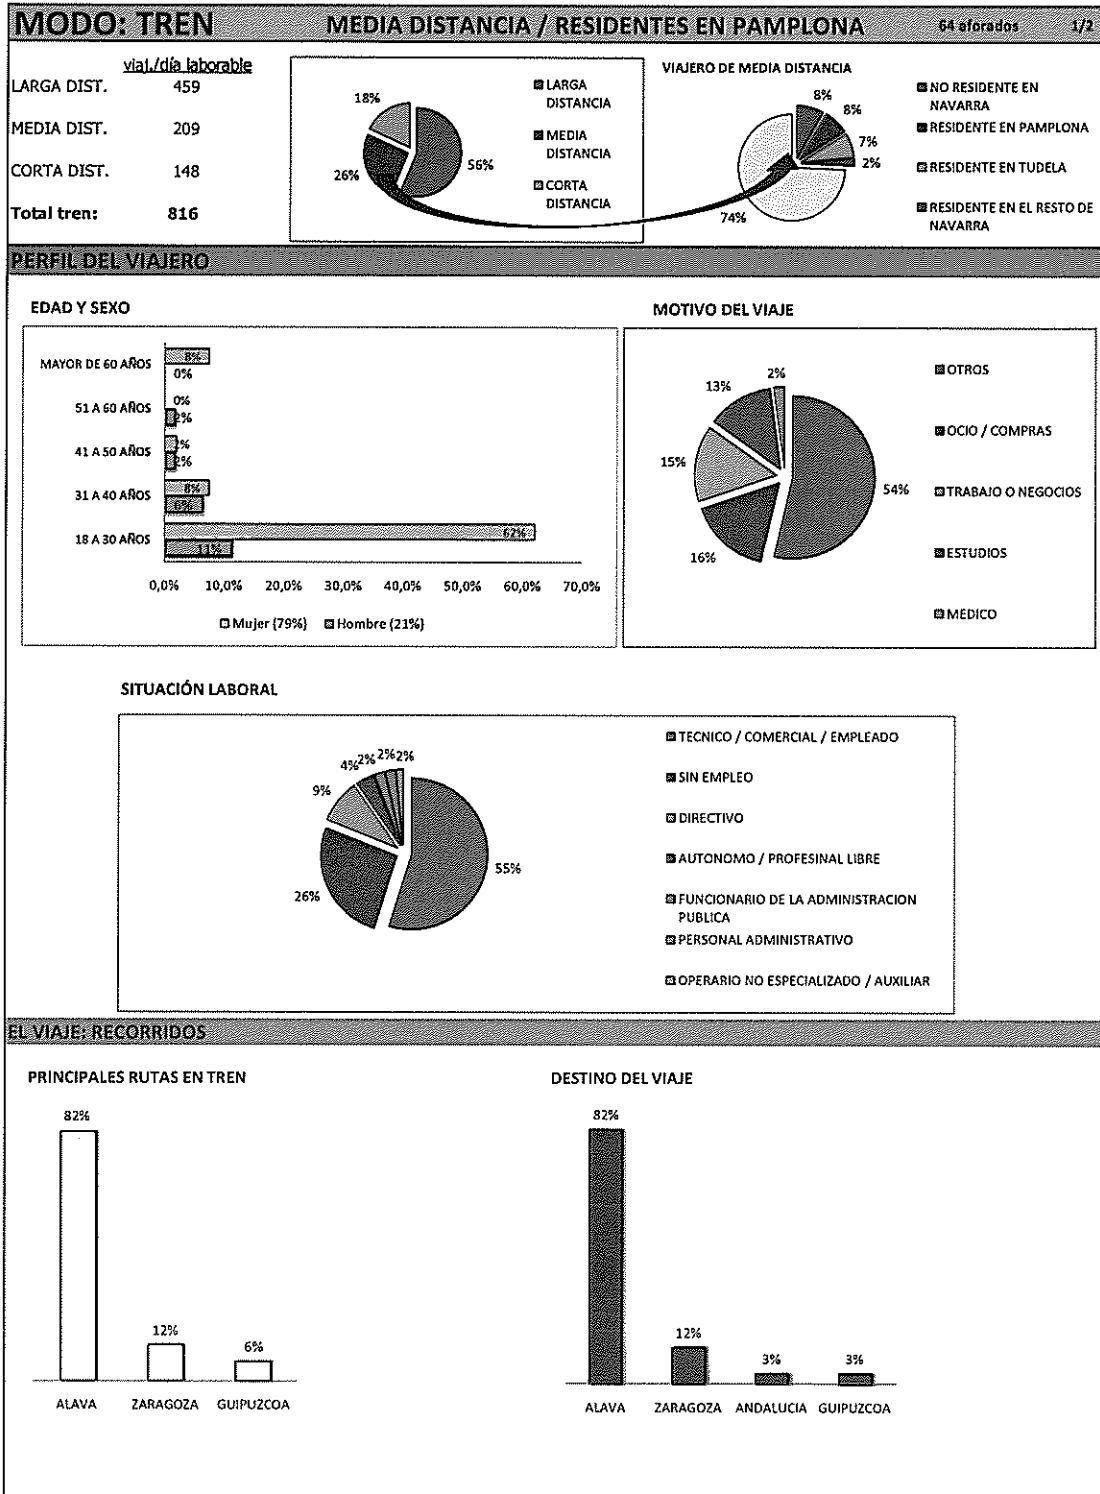 MODO: TREN MEDIA DISTANCIA / RESIDENTES EN PAMPLONA 64 aforados 1/2
viaj./día laborable
LARGA DIST. 459
MEDIA DIST. 209
CORTA DIST. 148
Total tren: 816
18%
26%
56%
LARGA
DISTANCIA
MEDIA
DISTANCIA
CORTA
DISTANCIA
VIAJERO DE MEDIA DISTANCIA
8%
8%
7%
2%
74%
NO RESIDENTE EN
NAVARRA
RESIDENTE EN PAMPLONA
RESIDENTE EN TUDELA
RESIDENTE EN EL RESTO DE
NAVARRA
PERFIL DEL VIAJERO
EDAD Y SEXO
MAYOR DE 60 AÑOS 8%
0%
51 A 60 AÑOS 0%
2%
41 A 50 AÑOS 2%
2%
31 A 40 AÑOS 8%
6%
18 A 30 AÑOS 62%
11%
0,0% 10,0% 20,0% 30,0% 40,0% 50,0% 60,0% 70,0%
Mujer (79%) Hombre (21%)
MOTIVO DEL VIAJE
2%
13%
15%
16%
54%
OTROS
OCIO / COMPRAS
TRABAJO O NEGOCIOS
ESTUDIOS
MEDICO
SITUACIÓN LABORAL
4% 2% 2% 2%
9%
26%
55%
TECNICO / COMERCIAL / EMPLEADO
SIN EMPLEO
DIRECTIVO
AUTONOMO / PROFESINAL LIBRE
FUNCIONARIO DE LA ADMINISTRACION
PUBLICA
PERSONAL ADMINISTRATIVO
OPERARIO NO ESPECIALIZADO / AUXILIAR
EL VIAJE: RECORRIDOS
PRINCIPALES RUTAS EN TREN
82%
12%
6%
ALAVA ZARAGOZA GUIPUZCOA
DESTINO DEL VIAJE
82%
12%
3%
3%
ALAVA ZARAGOZA ANDALUCIA GUIPUZCOA